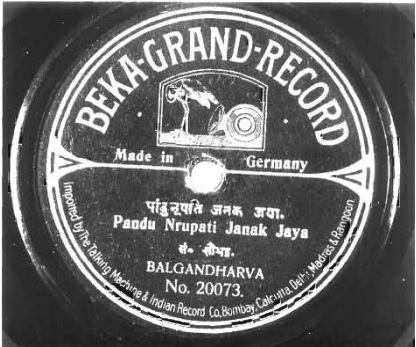 BEKA-GRAND-RECORD
Made in Germany
पांडुनृपति जनक जया.
Pandu Nrupati Janak Jaya
सं. सौभद्र.
BALGANDHARVA
No. 20073.
Imported by The Talking Machine & Indian Record Co, Bombay, Calcutta, Delhi, Madras & Rangoon